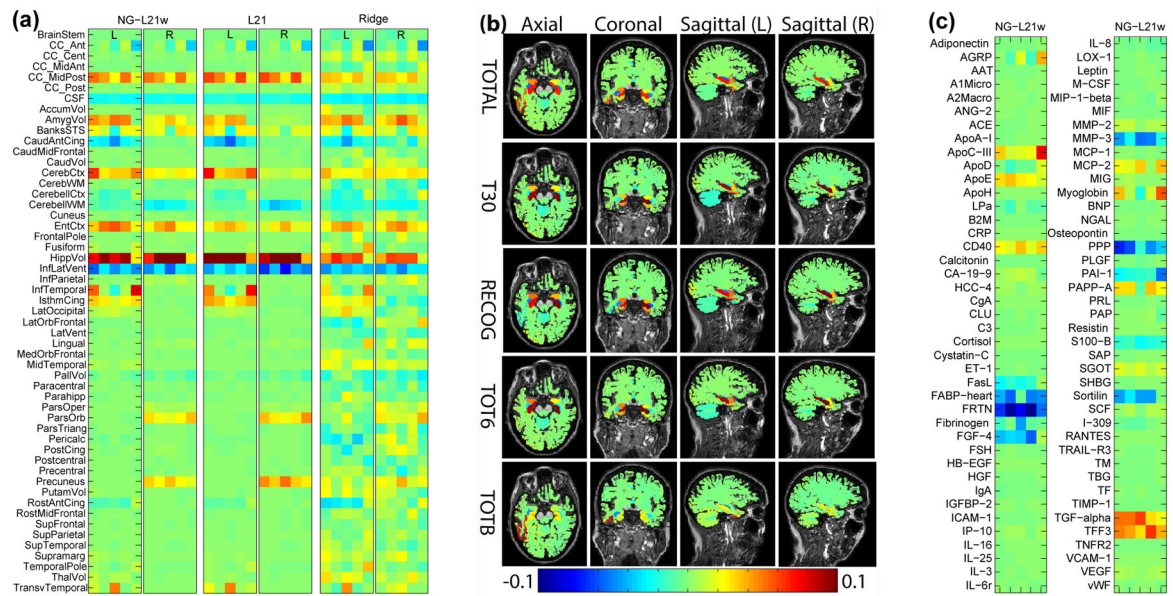 (a)
NG-L21w
L21
Ridge
L
R
L
R
L
R
BrainStem
CC_Ant
CC_Cent
CC_MidAnt
CC_MidPost
CC_Post
CSF
AccumVol
AmygVol
BanksSTS
CaudAntCing
CaudMidFrontal
CaudVol
CerebCtx
CerebWM
CerebellCtx
CerebellWM
Cuneus
EntCtx
FrontalPole
Fusiform
HippVol
InfLatVent
InfParietal
InfTemporal
IsthmCing
LatOccipital
LatOrbFrontal
LatVent
Lingual
MedOrbFrontal
MidTemporal
PallVol
Paracentral
Parahipp
ParsOper
ParsOrb
ParsTriang
Pericalc
PostCing
Postcentral
Precentral
Precuneus
PutamVol
RostAntCing
RostMidFrontal
SupFrontal
SupParietal
SupTemporal
Supramarg
TemporalPole
ThalVol
TransvTemporal
(b)
Axial
Coronal
Sagittal (L)
Sagittal (R)
TOTAL
T30
RECOG
TOT6
TOTB
-0.1
0.1
(c)
NG-L21w
NG-L21w
Adiponectin
AGRP
AAT
A1Micro
A2Macro
ANG-2
ACE
ApoA-I
ApoC-III
ApoD
ApoE
ApoH
LPa
B2M
CRP
CD40
Calcitonin
CA-19-9
HCC-4
CgA
CLU
C3
Cortisol
Cystatin-C
ET-1
FasL
FABP-heart
FRTN
Fibrinogen
FGF-4
FSH
HB-EGF
HGF
IgA
IGFBP-2
ICAM-1
IP-10
IL-16
IL-25
IL-3
IL-6r
IL-8
LOX-1
Leptin
M-CSF
MIP-1-beta
MIF
MMP-2
MMP-3
MCP-1
MCP-2
MIG
Myoglobin
BNP
NGAL
Osteopontin
PPP
PLGF
PAI-1
PAPP-A
PRL
PAP
Resistin
S100-B
SAP
SGOT
SHBG
Sortilin
SCF
I-309
RANTES
TRAIL-R3
TM
TBG
TF
TIMP-1
TGF-alpha
TFF3
TNFR2
VCAM-1
VEGF
vWF